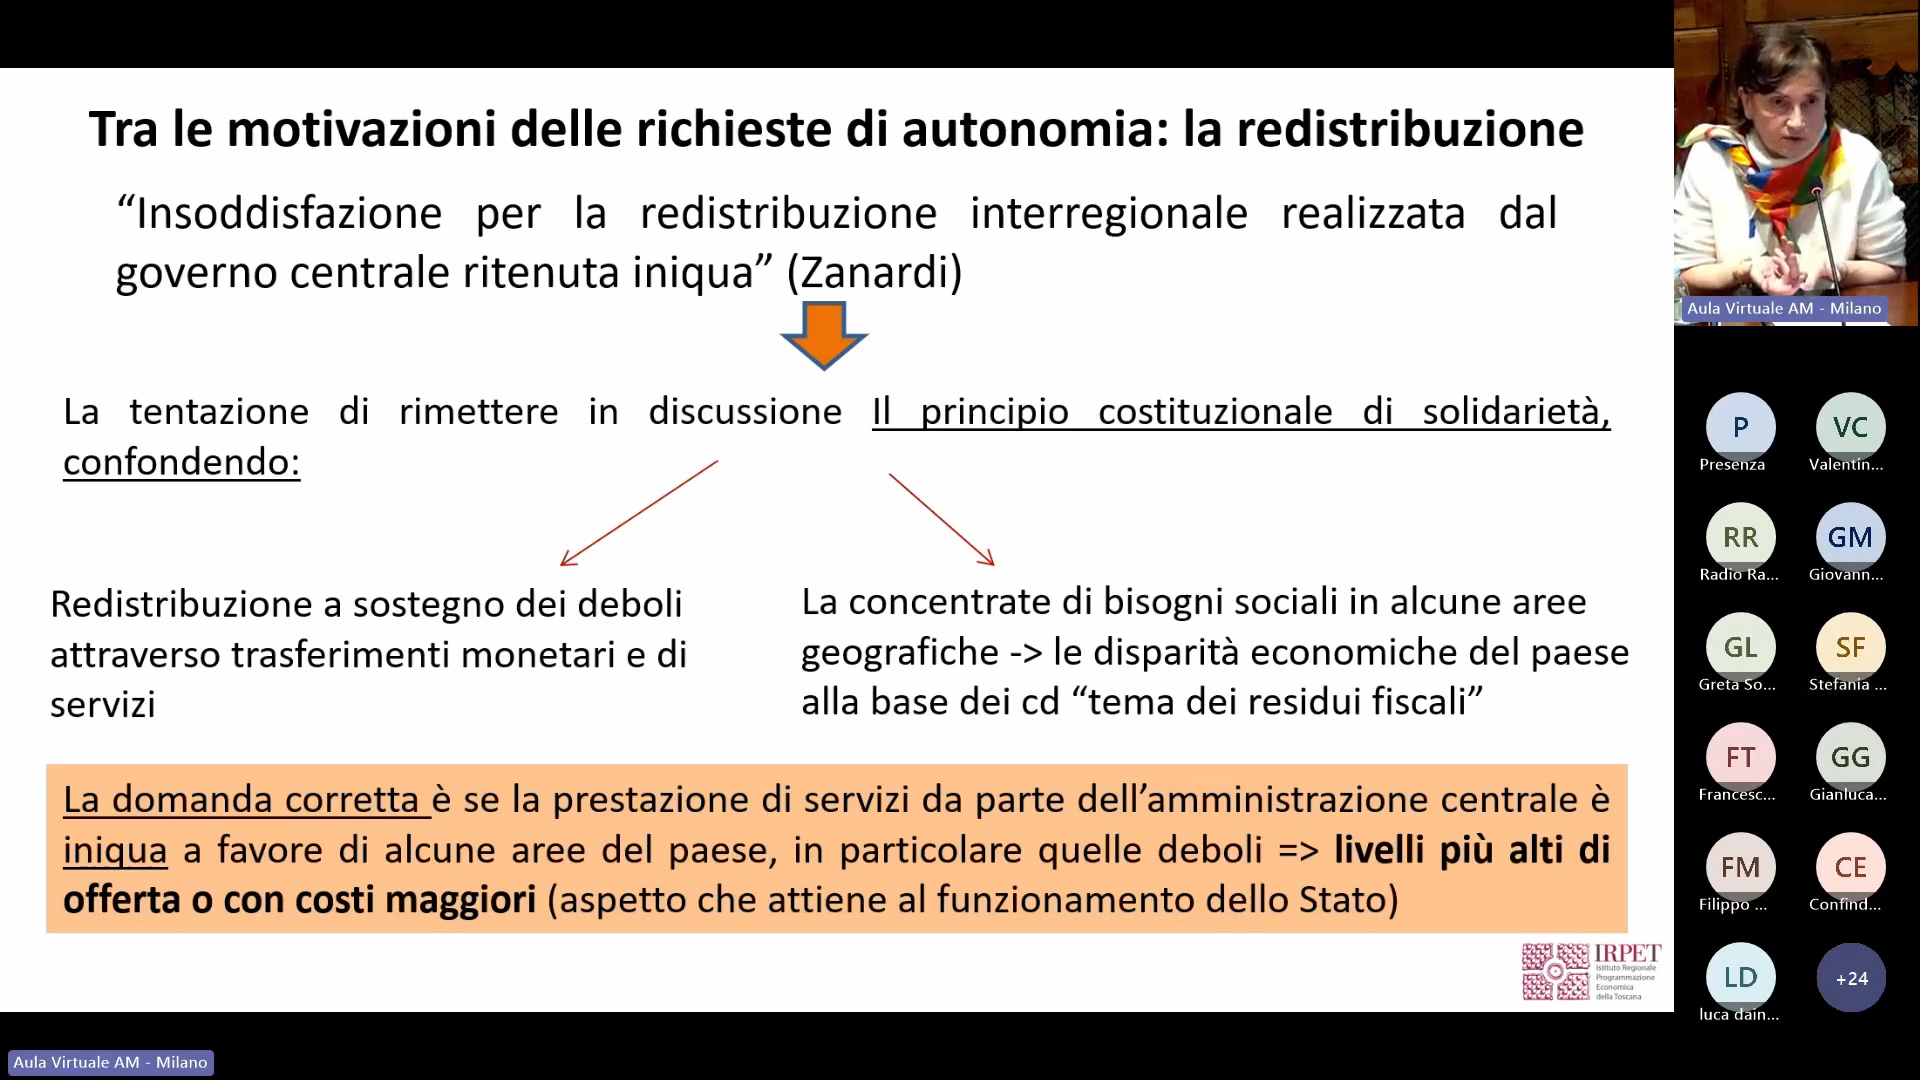 Tra le motivazioni delle richieste di autonomia: la redistribuzione
“Insoddisfazione per la redistribuzione interregionale realizzata dal
governo centrale ritenuta iniqua” (Zanardi)
La tentazione di rimettere in discussione Il principio costituzionale di solidarietà,
confondendo:
Redistribuzione a sostegno dei deboli
attraverso trasferimenti monetari e di
servizi
La concentrate di bisogni sociali in alcune aree
geografiche -> le disparità economiche del paese
alla base dei cd “tema dei residui fiscali”
La domanda corretta è se la prestazione di servizi da parte dell’amministrazione centrale è
iniqua a favore di alcune aree del paese, in particolare quelle deboli => livelli più alti di
offerta o con costi maggiori (aspetto che attiene al funzionamento dello Stato)
IRPET
Istituto Regionale
Programmazione
Economica
della Toscana
Aula Virtuale AM - Milano
P
Presenza
VC
Valentin...
RR
Radio Ra...
GM
Giovann...
GL
Greta So...
SF
Stefania ...
FT
Francesc...
GG
Gianluca...
FM
Filippo ...
CE
Confind...
LD
luca dain...
+24
Aula Virtuale AM - Milano